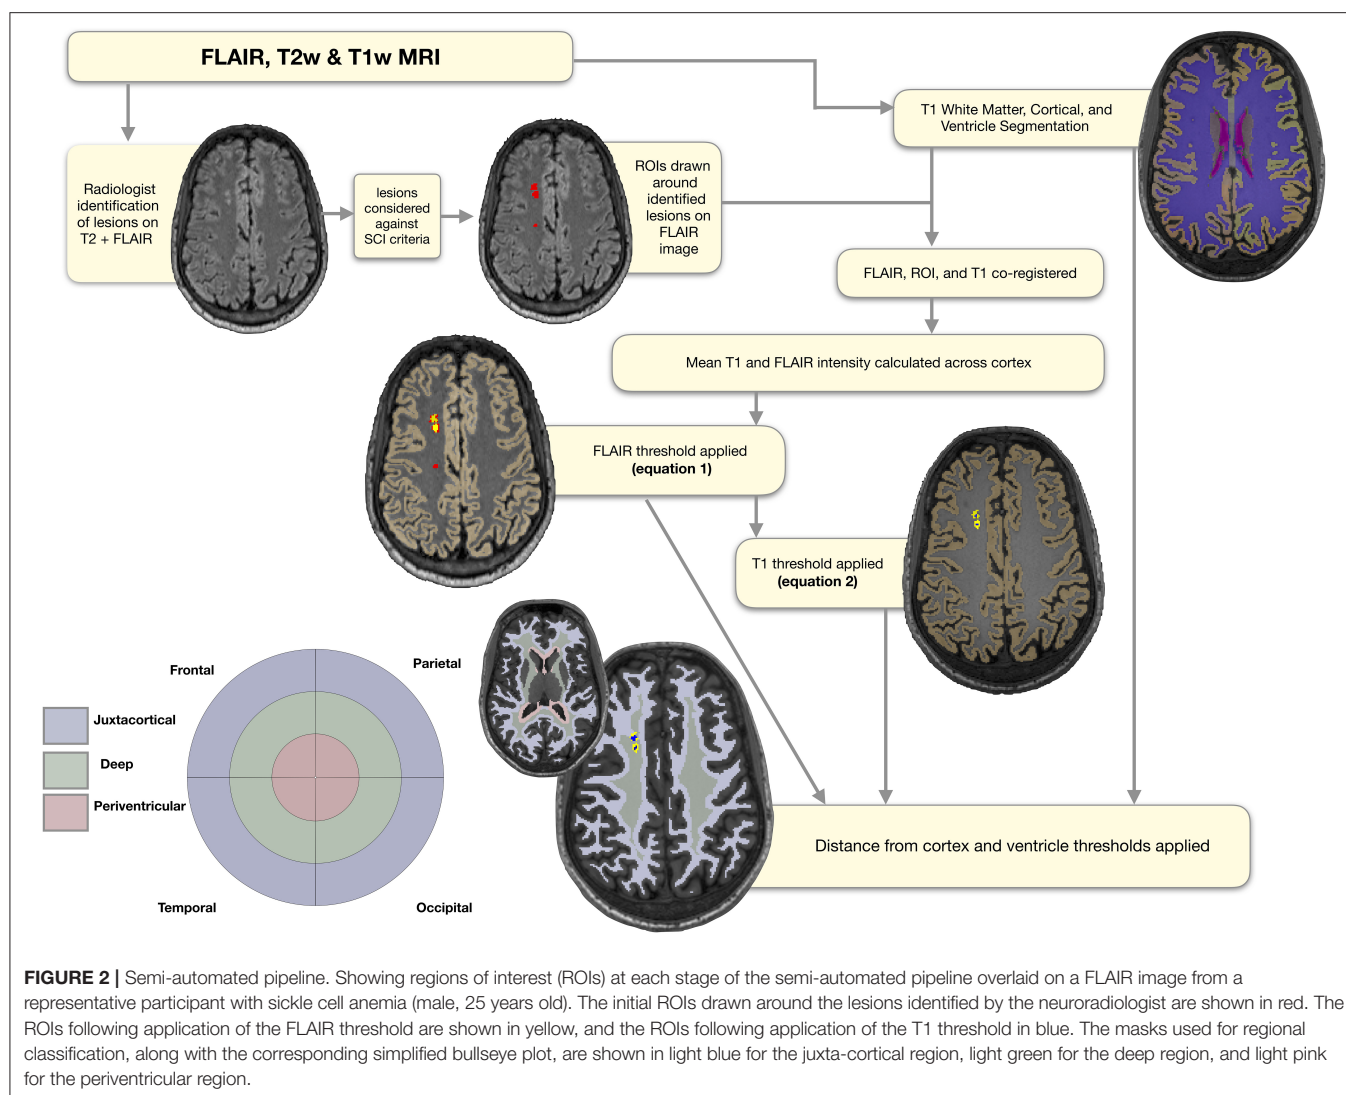 FLAIR, T2w & T1w MRI
T1 White Matter, Cortical, and
Ventricle Segmentation
Radiologist
identification
of lesions on
T2 + FLAIR
lesions
considered
against
SCI criteria
ROIs drawn
around
identified
lesions on
FLAIR
image
FLAIR, ROI, and T1 co-registered
Mean T1 and FLAIR intensity calculated across cortex
FLAIR threshold applied
(equation 1)
T1 threshold applied
(equation 2)
Frontal
Parietal
Juxtacortical
Deep
Periventricular
Temporal
Occipital
Distance from cortex and ventricle thresholds applied
FIGURE 2 | Semi-automated pipeline. Showing regions of interest (ROIs) at each stage of the semi-automated pipeline overlaid on a FLAIR image from a
representative participant with sickle cell anemia (male, 25 years old). The initial ROIs drawn around the lesions identified by the neuroradiologist are shown in red. The
ROIs following application of the FLAIR threshold are shown in yellow, and the ROIs following application of the T1 threshold in blue. The masks used for regional
classification, along with the corresponding simplified bullseye plot, are shown in light blue for the juxta-cortical region, light green for the deep region, and light pink
for the periventricular region.